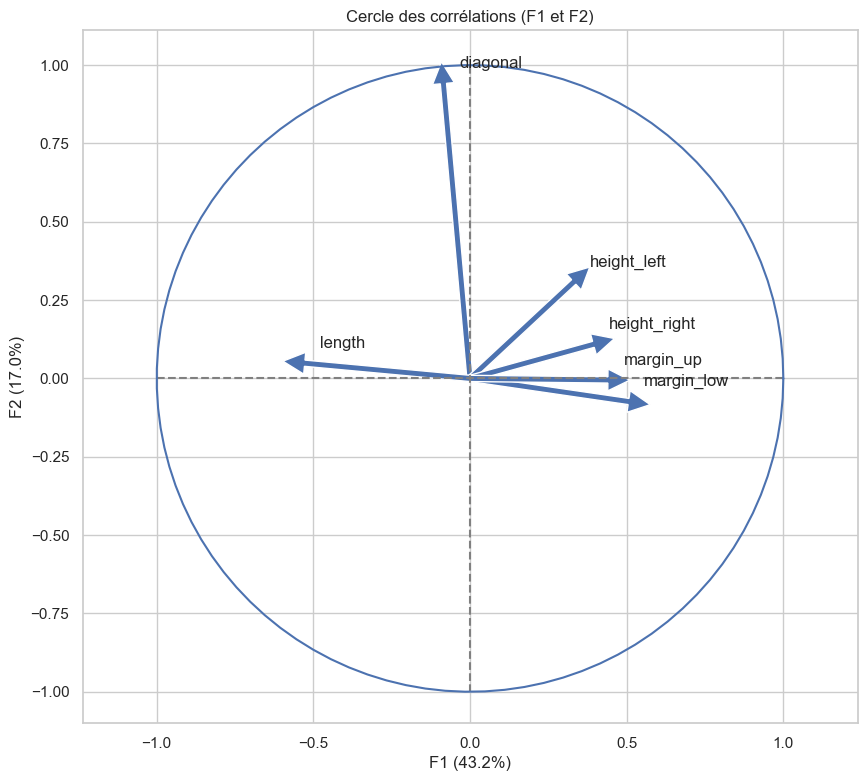 Cercle des corrélations (F1 et F2)
1.00
0.75
0.50
0.25
0.00
−0.25
−0.50
−0.75
−1.00
F2 (17.0%)
diagonal
height_left
height_right
length
margin_up
margin_low
−1.0
−0.5
0.0
0.5
1.0
F1 (43.2%)